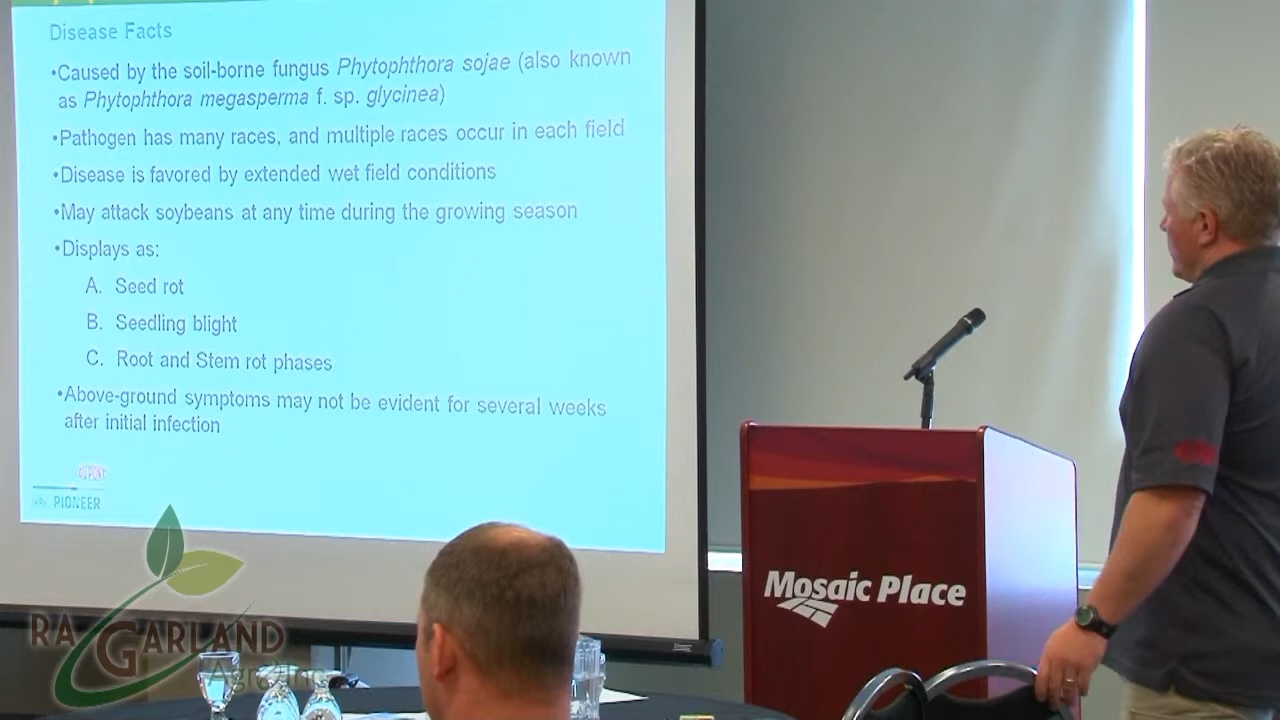 Disease Facts
•Caused by the soil-borne fungus Phytophthora sojae (also known
as Phytophthora megasperma f. sp. glycinea)
•Pathogen has many races, and multiple races occur in each field
•Disease is favored by extended wet field conditions
•May attack soybeans at any time during the growing season
•Displays as:
A. Seed rot
B. Seedling blight
C. Root and Stem rot phases
•Above-ground symptoms may not be evident for several weeks
after initial infection
DUPONT
PIONEER
RA GARLAND
Agro Inc
Mosaic Place